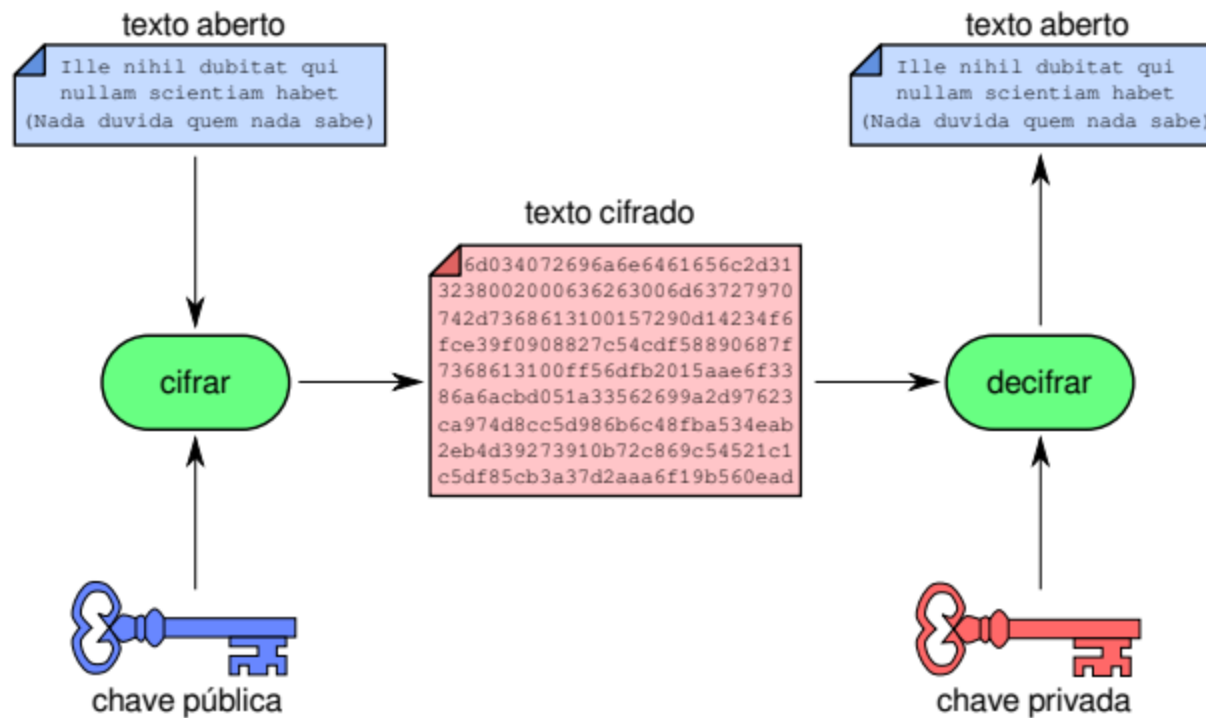 texto aberto
Ille nihil dubitat qui
nullam scientiam habet
(Nada duvida quem nada sabe)
texto aberto
Ille nihil dubitat qui
nullam scientiam habet
(Nada duvida quem nada sabe)
texto cifrado
6d034072696a6e6461656c2d31
3238002000636263006d63727970
742d7368613100157290d14234f6
fce39f0908827c54cdf58890687f
7368613100ff56dfb2015aae6f33
86a6acbd051a33562699a2d97623
ca974d8cc5d986b6c48fba534eab
2eb4d39273910b72c869c54521c1
c5df85cb3a37d2aaa6f19b560ead
cifrar
decifrar
chave pública
chave privada